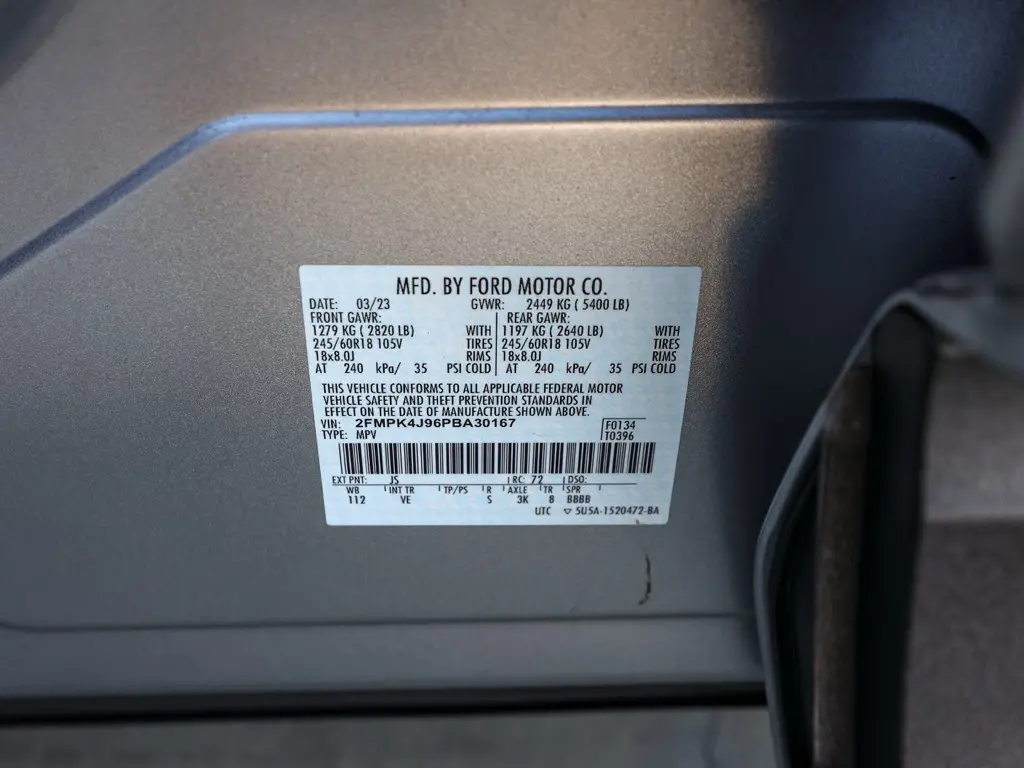 MFD. BY FORD MOTOR CO.
DATE: 03/23 GVWR: 2449 KG ( 5400 LB)
FRONT GAWR: REAR GAWR:
1279 KG ( 2820 LB) WITH 1197 KG ( 2640 LB) WITH
245/60R18 105V TIRES 245/60R18 105V TIRES
18x8.0J RIMS 18x8.0J RIMS
AT 240 kPa/ 35 PSI COLD AT 240 kPa/ 35 PSI COLD
THIS VEHICLE CONFORMS TO ALL APPLICABLE FEDERAL MOTOR
VEHICLE SAFETY AND THEFT PREVENTION STANDARDS IN
EFFECT ON THE DATE OF MANUFACTURE SHOWN ABOVE.
VIN: 2FMPK4J96PBA30167 F0134
TYPE: MPV T0396
EXT PNT: JS RC: 72 DSO:
WB INT TR TP/PS R AXLE TR SPR
112 VE S 3K 8 BBBB
UTC ▽ 5U5A-1520472-BA